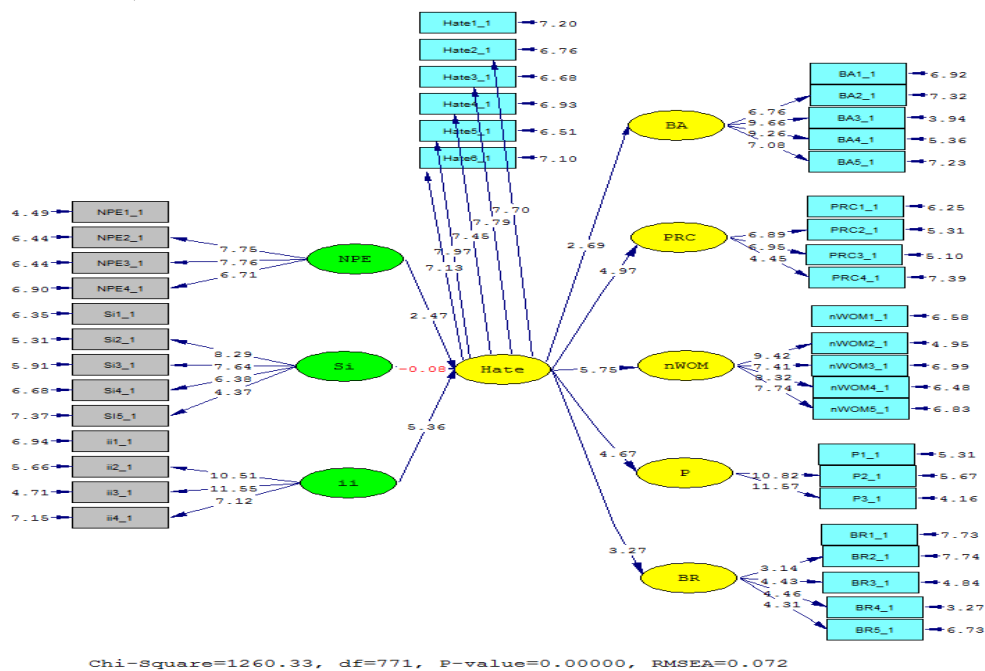 Hate1_1 7.20
Hate2_1 6.76
Hate3_1 6.68
Hate4_1 6.93
Hate5_1 6.51
Hate6_1 7.10
7.70
7.79
7.45
7.97
7.13
4.49 NPE1_1
6.44 NPE2_1
6.44 NPE3_1
6.90 NPE4_1
6.35 Si1_1
5.31 Si2_1
5.91 Si3_1
6.68 Si4_1
7.37 SI5_1
6.94 ii1_1
5.66 ii2_1
4.71 ii3_1
7.15 ii4_1
7.75
7.76
6.71
NPE
8.29
7.64
6.38
4.37
Si
10.51
11.55
7.12
ii
2.47
-0.08
5.36
Hate
2.69
4.97
5.75
4.67
3.27
BA
6.76
9.66
9.26
7.08
BA1_1 6.92
BA2_1 7.32
BA3_1 3.94
BA4_1 5.36
BA5_1 7.23
PRC
6.89
6.95
4.45
PRC1_1 6.25
PRC2_1 5.31
PRC3_1 5.10
PRC4_1 7.39
nWOM
9.42
7.41
8.32
7.74
nWOM1_1 6.58
nWOM2_1 4.95
nWOM3_1 6.99
nWOM4_1 6.48
nWOM5_1 6.83
P
10.82
11.57
P1_1 5.31
P2_1 5.67
P3_1 4.16
BR
3.14
4.43
4.46
4.31
BR1_1 7.73
BR2_1 7.74
BR3_1 4.84
BR4_1 3.27
BR5_1 6.73
Chi-Square=1260.33, df=771, P-value=0.00000, RMSEA=0.072